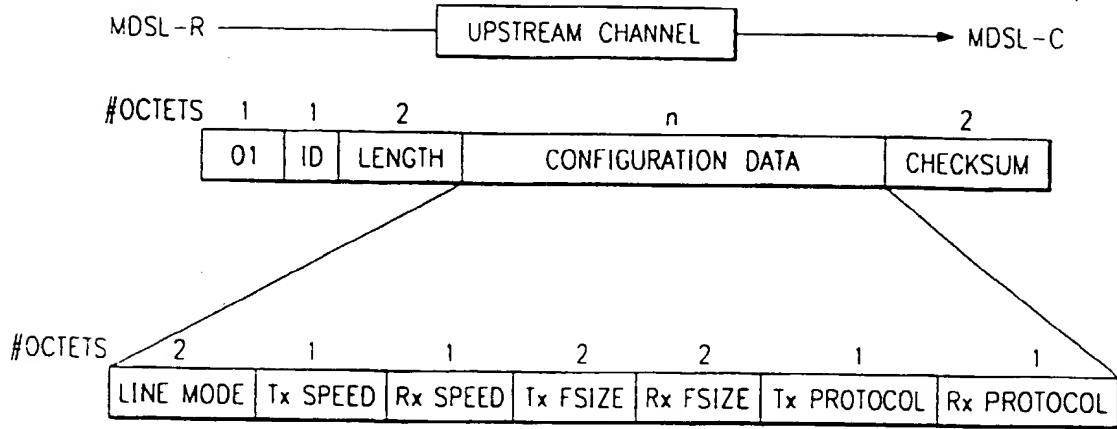 MDSL-R UPSTREAM CHANNEL MDSL-C
#OCTETS 1 1 2 n 2
01 ID LENGTH CONFIGURATION DATA CHECKSUM
#OCTETS 2 1 1 2 2 1 1
LINE MODE Tx SPEED Rx SPEED Tx FSIZE Rx FSIZE Tx PROTOCOL Rx PROTOCOL